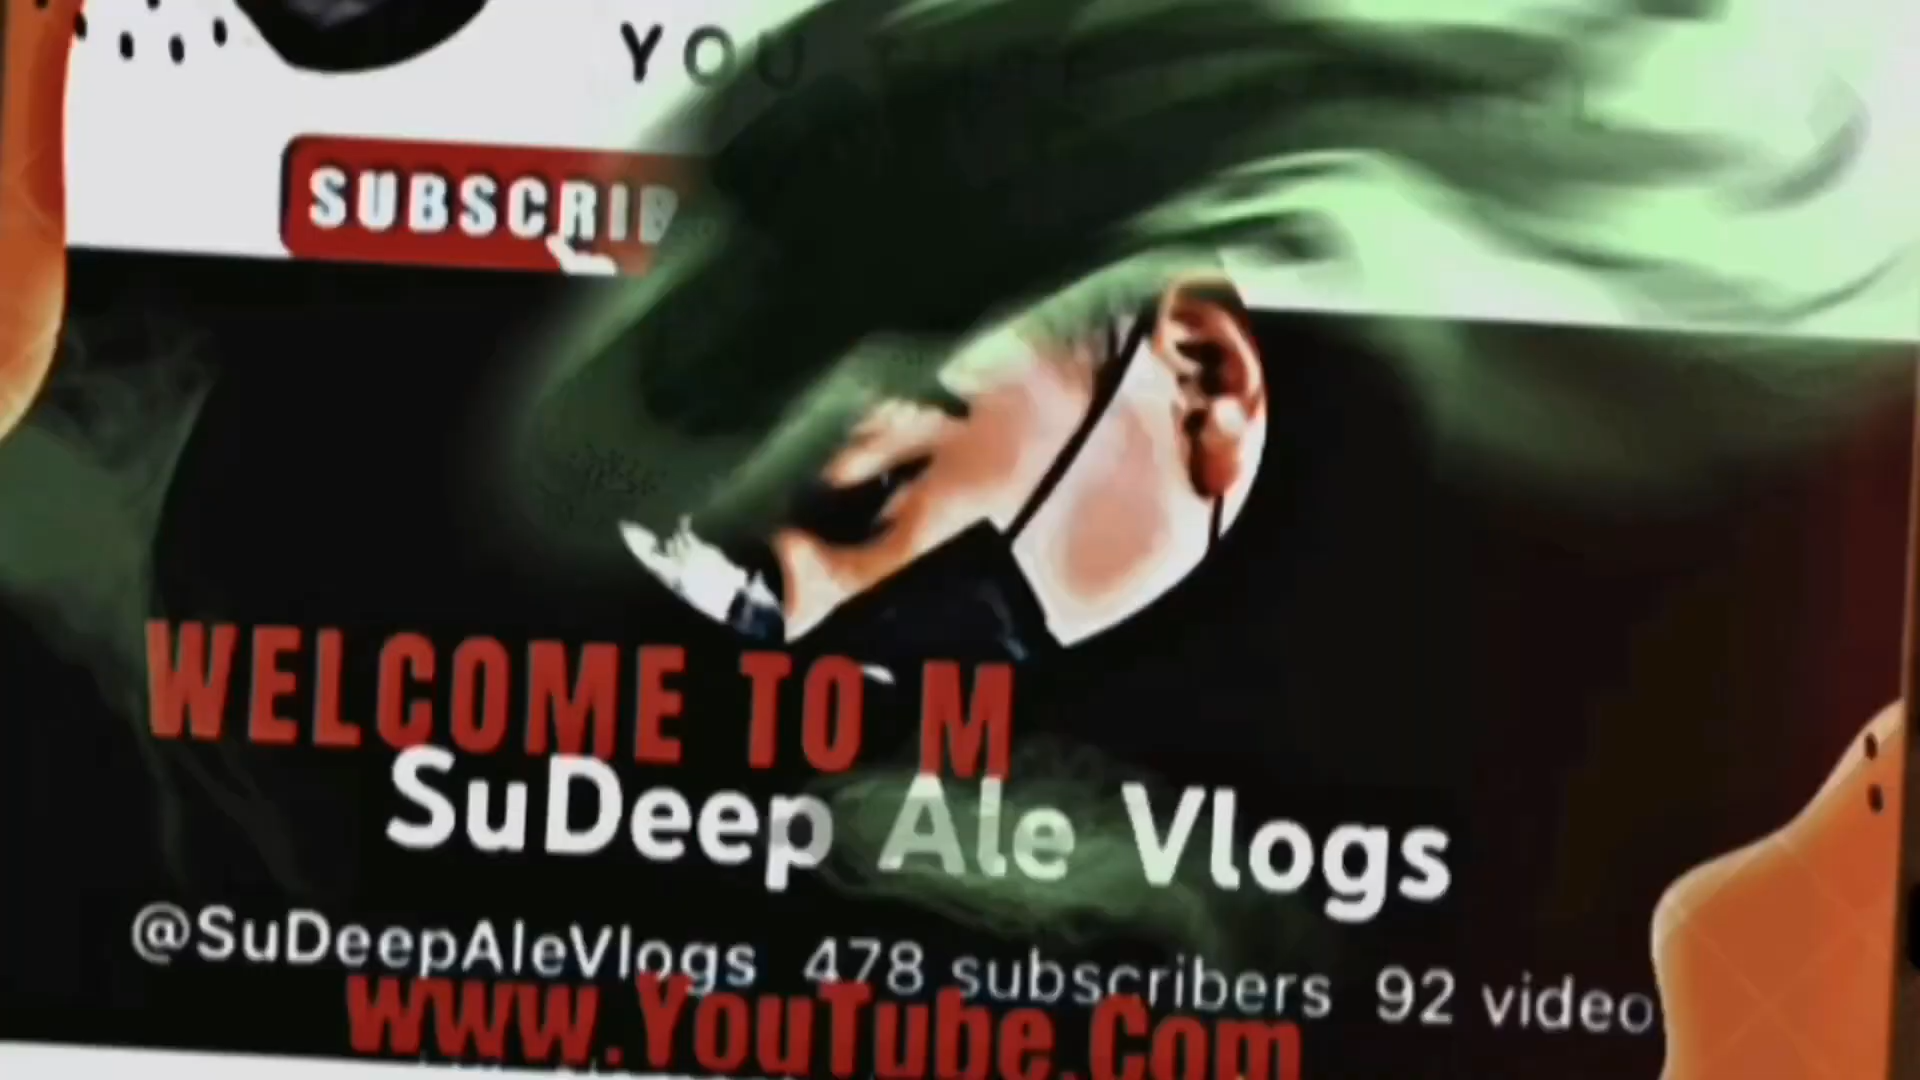 YOU
SUBSCRIB
WELCOME TO M
SuDeep Ale Vlogs
@SuDeepAleVlogs 478 subscribers 92 video
www.YouTube.Com